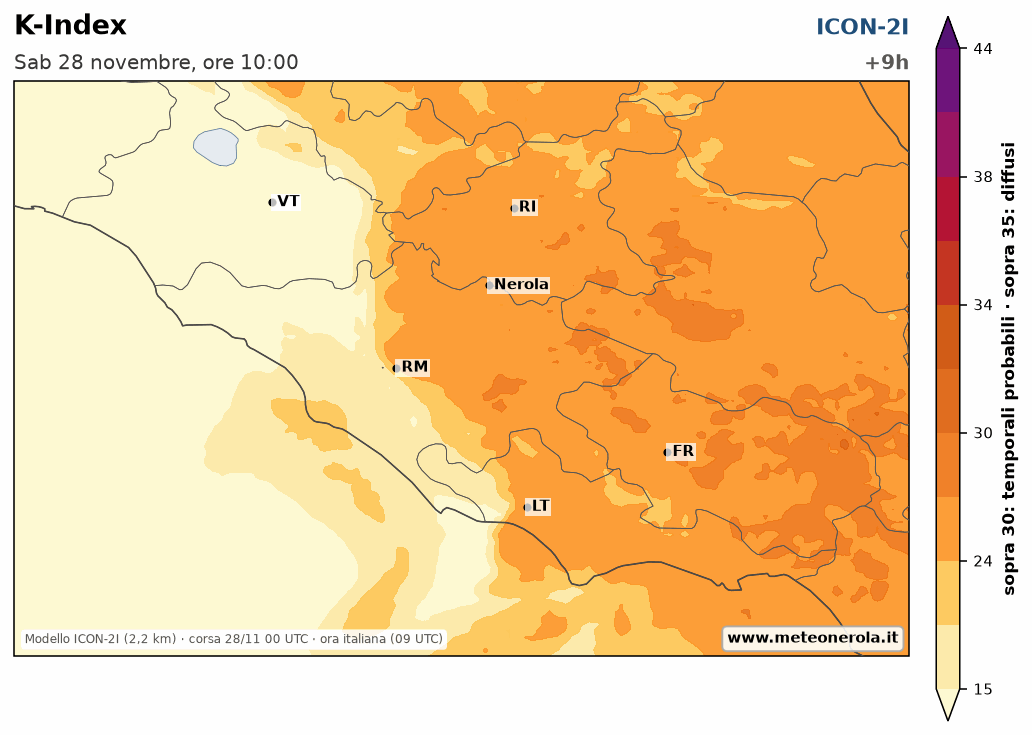 K-Index
ICON-2I
Sab 28 novembre, ore 10:00
+9h
VT
RI
Nerola
RM
FR
LT
Modello ICON-2I (2,2 km) · corsa 28/11 00 UTC · ora italiana (09 UTC)
www.meteonerola.it
44
38
34
30
24
15
sopra 30: temporali probabili · sopra 35: diffusi